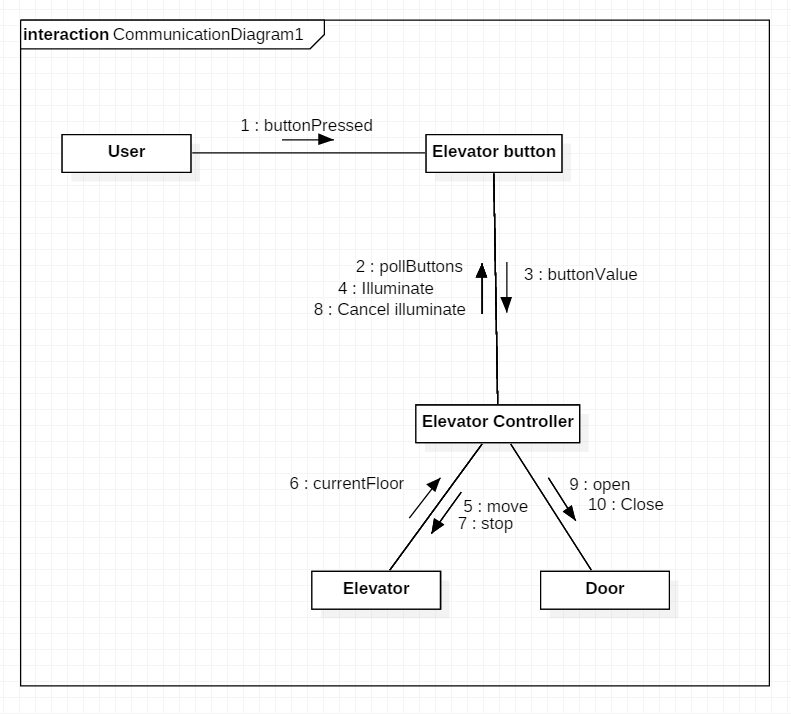 interaction CommunicationDiagram1
1 : buttonPressed
User
Elevator button
2 : pollButtons
3 : buttonValue
4 : Illuminate
8 : Cancel illuminate
Elevator Controller
6 : currentFloor
9 : open
5 : move
10 : Close
7 : stop
Elevator
Door